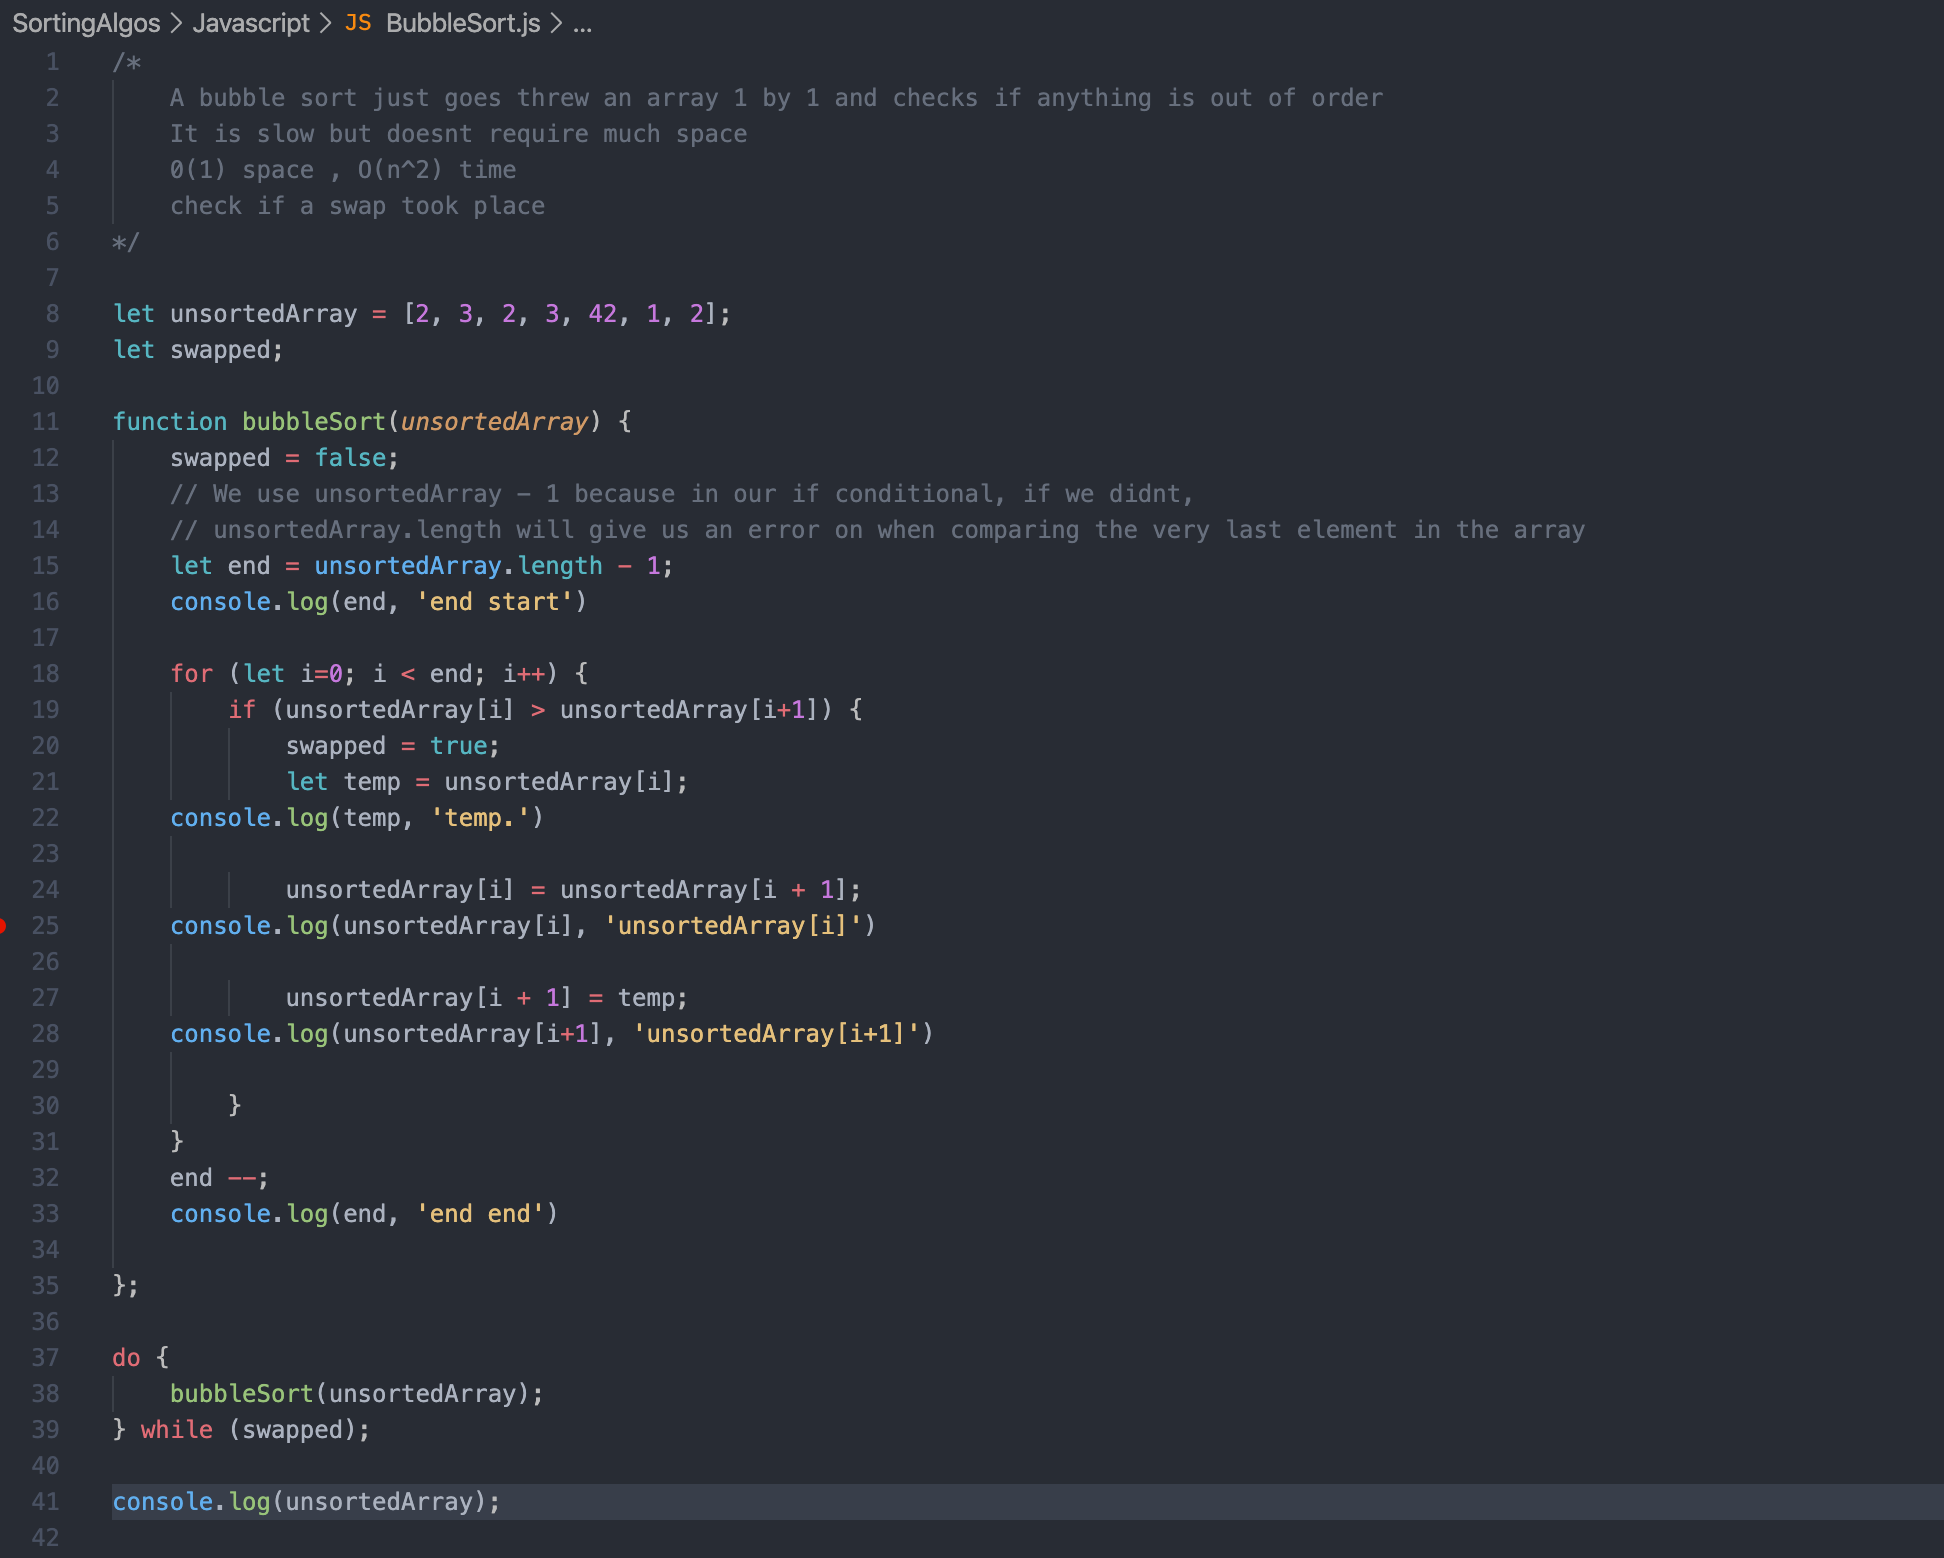 SortingAlgos > Javascript > JS BubbleSort.js > ...
1 /*
2 A bubble sort just goes threw an array 1 by 1 and checks if anything is out of order
3 It is slow but doesnt require much space
4 0(1) space , O(n^2) time
5 check if a swap took place
6 */
7
8 let unsortedArray = [2, 3, 2, 3, 42, 1, 2];
9 let swapped;
10
11 function bubbleSort(unsortedArray) {
12 swapped = false;
13 // We use unsortedArray - 1 because in our if conditional, if we didnt,
14 // unsortedArray.length will give us an error on when comparing the very last element in the array
15 let end = unsortedArray.length - 1;
16 console.log(end, 'end start')
17
18 for (let i=0; i < end; i++) {
19 if (unsortedArray[i] > unsortedArray[i+1]) {
20 swapped = true;
21 let temp = unsortedArray[i];
22 console.log(temp, 'temp.')
23
24 unsortedArray[i] = unsortedArray[i + 1];
25 console.log(unsortedArray[i], 'unsortedArray[i]')
26
27 unsortedArray[i + 1] = temp;
28 console.log(unsortedArray[i+1], 'unsortedArray[i+1]')
29
30 }
31 }
32 end --;
33 console.log(end, 'end end')
34
35 };
36
37 do {
38 bubbleSort(unsortedArray);
39 } while (swapped);
40
41 console.log(unsortedArray);
42